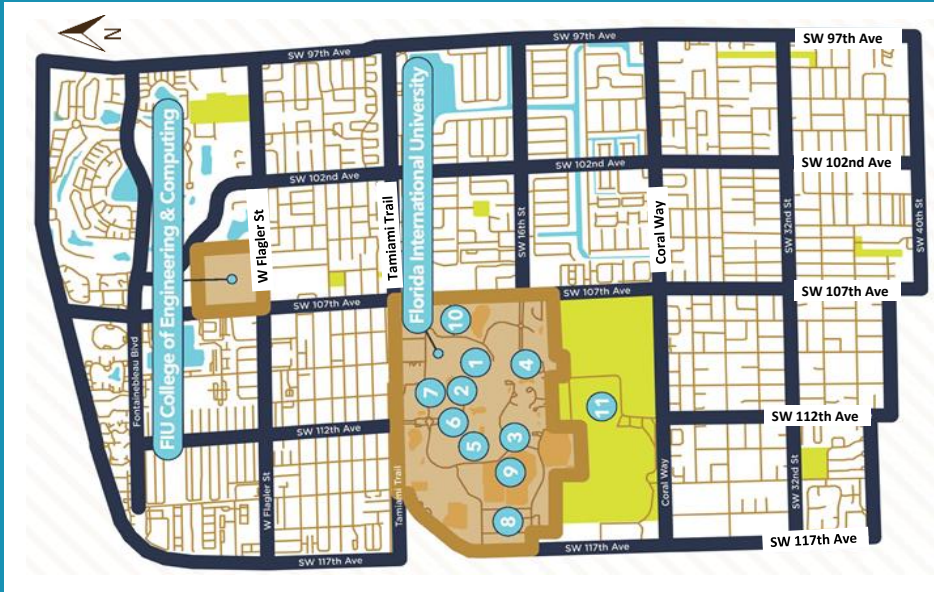 N
SW 97th Ave
SW 97th Ave
SW 97th Ave
FIU College of Engineering & Computing
Florida International University
SW 102nd Ave
SW 102nd Ave
SW 102nd Ave
W Flagler St
Tamiami Trail
SW 16th St
Coral Way
SW 32nd St
SW 40th St
SW 107th Ave
SW 107th Ave
SW 107th Ave
Fontainebleau Blvd
10
1
4
7
2
11
6
5
3
9
8
SW 112th Ave
SW 112th Ave
W Flagler St
Tamiami Trail
Coral Way
SW 32nd St
SW 117th Ave
SW 117th Ave
SW 117th Ave